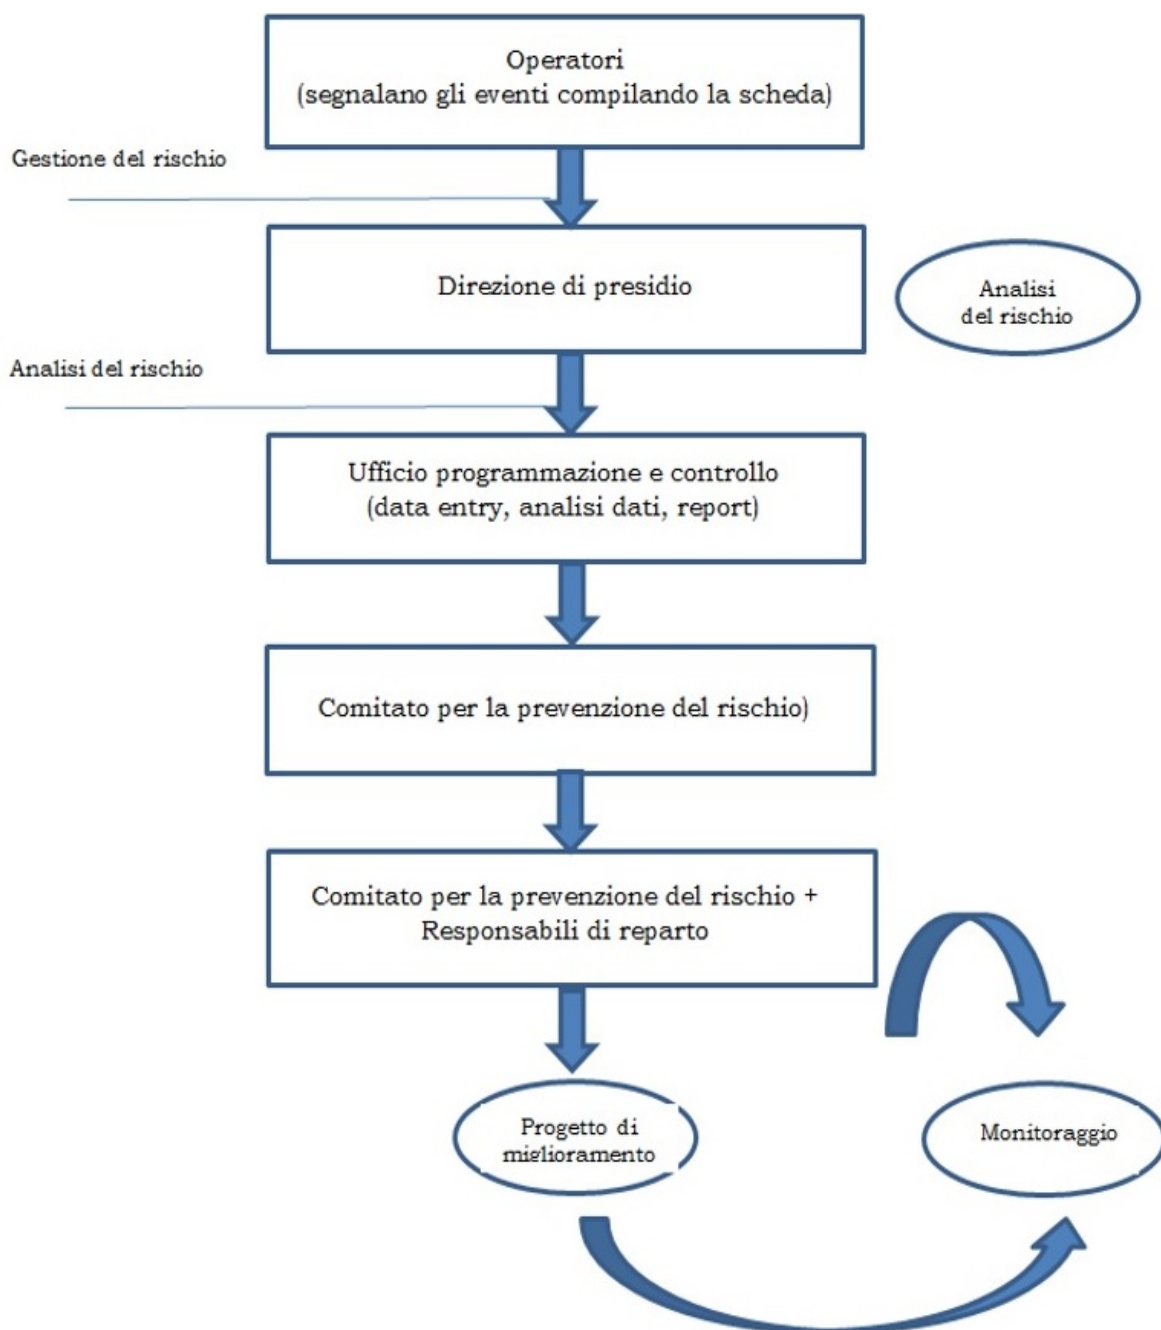 Operatori
(segnalano gli eventi compilando la scheda)
Gestione del rischio
Direzione di presidio
Analisi
del rischio
Analisi del rischio
Ufficio programmazione e controllo
(data entry, analisi dati, report)
Comitato per la prevenzione del rischio)
Comitato per la prevenzione del rischio +
Responsabili di reparto
Progetto di
miglioramento
Monitoraggio